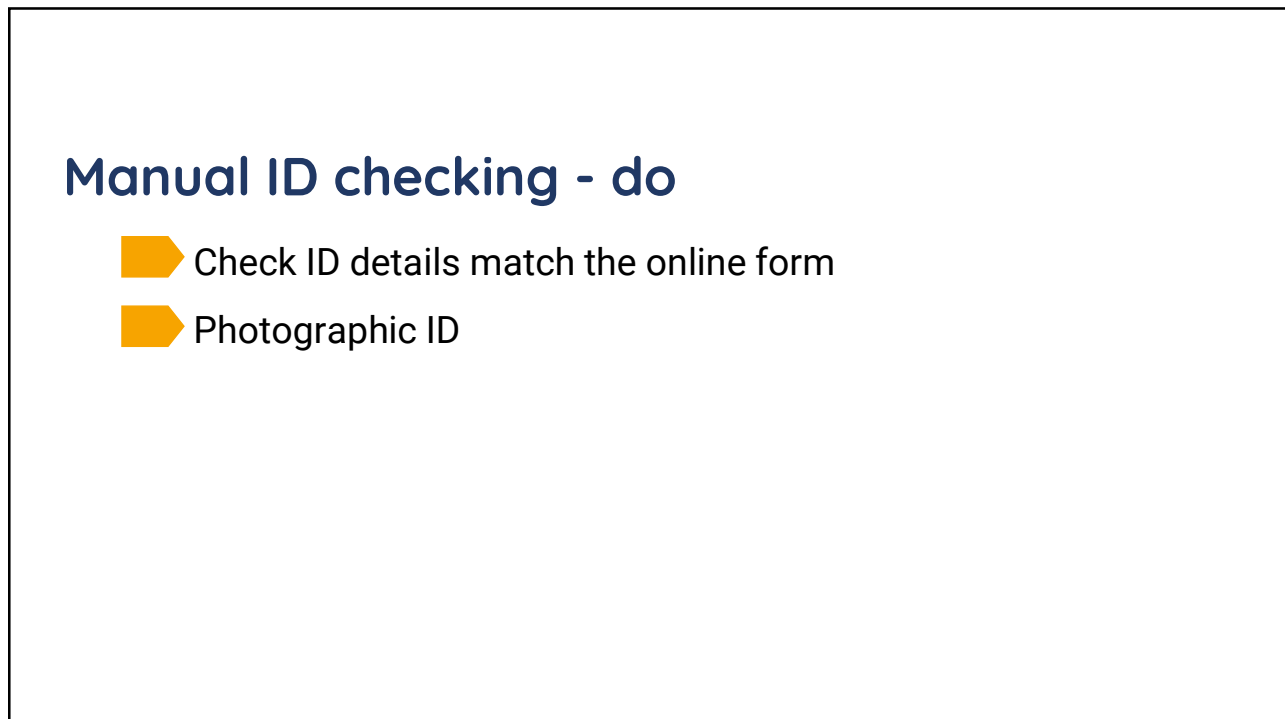 Manual ID checking - do
Check ID details match the online form
Photographic ID